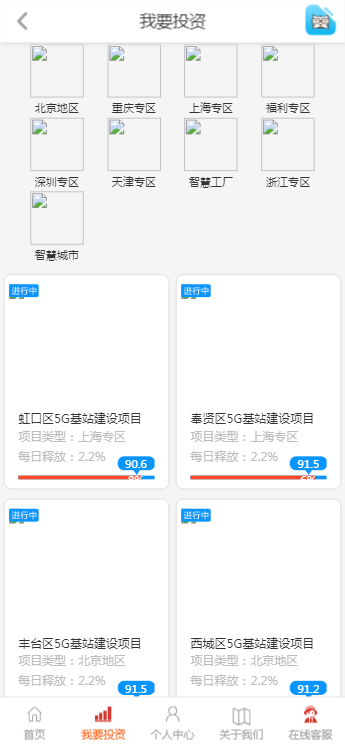 我要投资
北京地区 重庆专区 上海专区 福利专区
深圳专区 天津专区 智慧工厂 浙江专区
智慧城市
进行中 进行中
虹口区5G基站建设项目 奉贤区5G基站建设项目
项目类型：上海专区 项目类型：上海专区
每日释放：2.2% 每日释放：2.2%
90.6 91.5
进行中 进行中
丰台区5G基站建设项目 西城区5G基站建设项目
项目类型：北京地区 项目类型：北京地区
每日释放：2.2% 每日释放：2.2%
91.5 91.2
首页 我要投资 个人中心 关于我们 在线客服